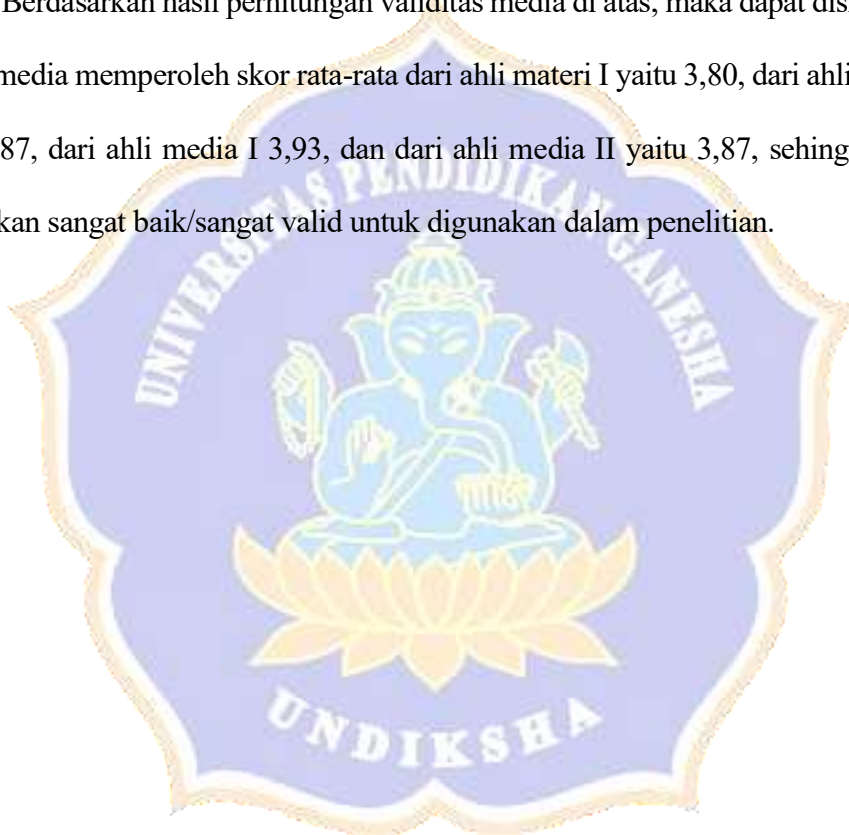 Berdasarkan hasil perhitungan validitas media di atas, maka dapat
media memperoleh skor rata-rata dari ahli materi I yaitu 3,80, dari ahli
87, dari ahli media I 3,93, dan dari ahli media II yaitu 3,87,
kan sangat baik/sangat valid untuk digunakan dalam penelitian.
UNIVERSITAS PENDIDIKAN GANESHA
UNDIKSHA